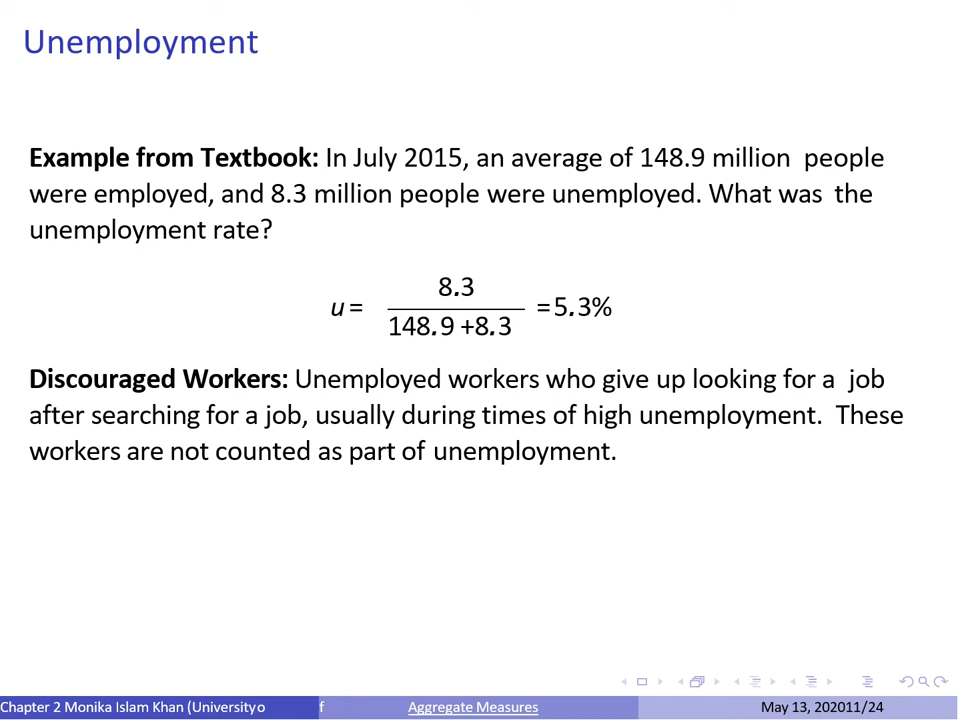 Unemployment
Example from Textbook: In July 2015, an average of 148.9 million people
were employed, and 8.3 million people were unemployed. What was the
unemployment rate?
8.3
u = = 5.3%
148.9 +8.3
Discouraged Workers: Unemployed workers who give up looking for a job
after searching for a job, usually during times of high unemployment. These
workers are not counted as part of unemployment.
Chapter 2 Monika Islam Khan (University o f Aggregate Measures May 13, 202011/24